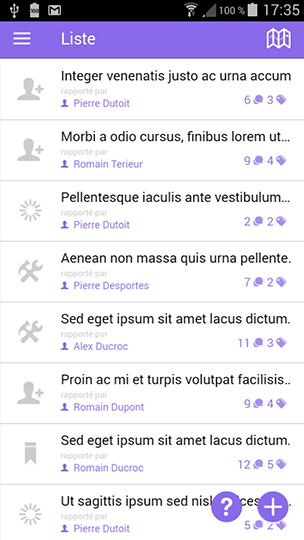 100 % 17:35
Liste
Integer venenatis justo ac urna accum
rapporté par
Pierre Dutoit 6 3
Morbi a odio cursus, finibus lorem ut...
rapporté par
Romain Terieur 9 4
Pellentesque iaculis ante vestibulum...
rapporté par
Pierre Dutoit 2 2
Aenean non massa quis urna pellente.
rapporté par
Pierre Desportes 7 2
Sed eget ipsum sit amet lacus dictum.
rapporté par
Alex Ducroc 11 3
Proin ac mi et turpis volutpat facilisis..
rapporté par
Romain Dupont 9 4
Sed eget ipsum sit amet lacus dictum.
rapporté par
Romain Ducroc 12 5
Ut sagittis ipsum sed nisl
rapporté par
Pierre Dutoit 5 2
? +